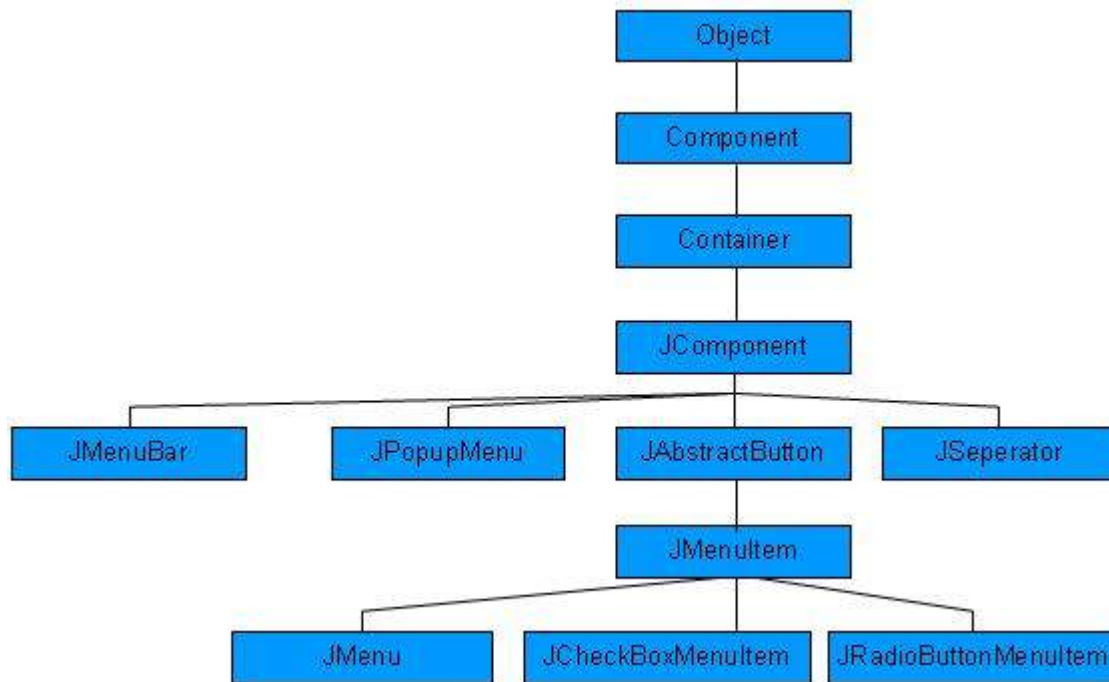 Object
Component
Container
JComponent
JMenuBar
JPopupMenu
JAbstractButton
JSeperator
JMenuItem
JMenu
JCheckBoxMenuItem
JRadioButtonMenuItem